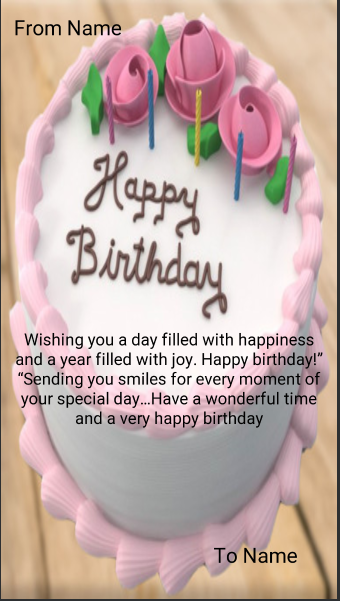 From Name
Happy
Birthday
Wishing you a day filled with happiness
and a year filled with joy. Happy birthday!”
“Sending you smiles for every moment of
your special day…Have a wonderful time
and a very happy birthday
To Name